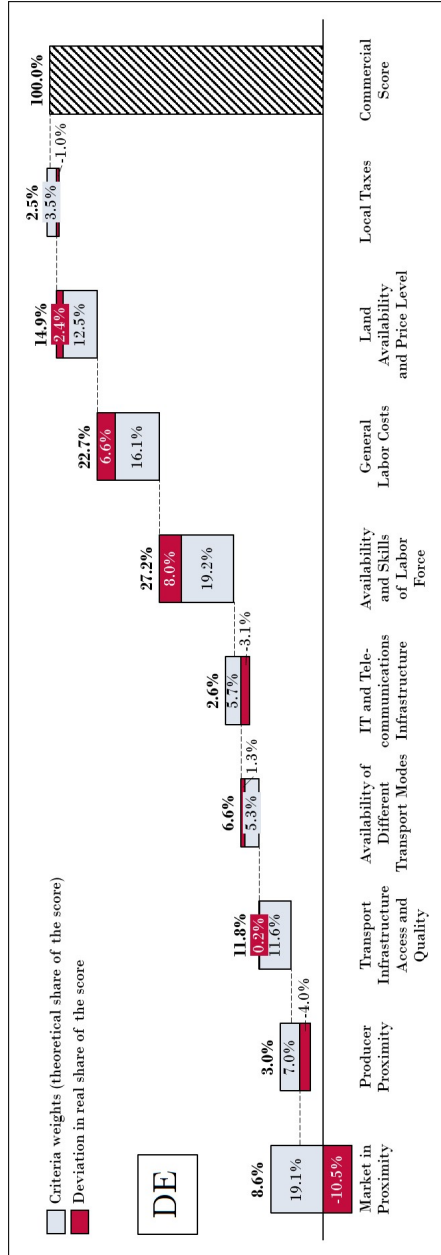 Criteria weights (theoretical share of the score)
Deviation in real share of the score
DE
8.6%
19.1%
-10.5%
Market in
Proximity
3.0%
7.0%
-4.0%
Producer
Proximity
11.8%
0.2%
11.6%
Transport
Infrastructure
Access and
Quality
6.6%
5.3%
1.3%
Availability of
Different
Transport Modes
2.6%
5.7%
-3.1%
IT and Tele-
communications
Infrastructure
27.2%
8.0%
19.2%
Availability
and Skills
of Labor
Force
22.7%
6.6%
16.1%
General
Labor Costs
14.9%
2.4%
12.5%
Land
Availability
and Price Level
2.5%
3.5%
-1.0%
Local Taxes
100.0%
Commercial
Score